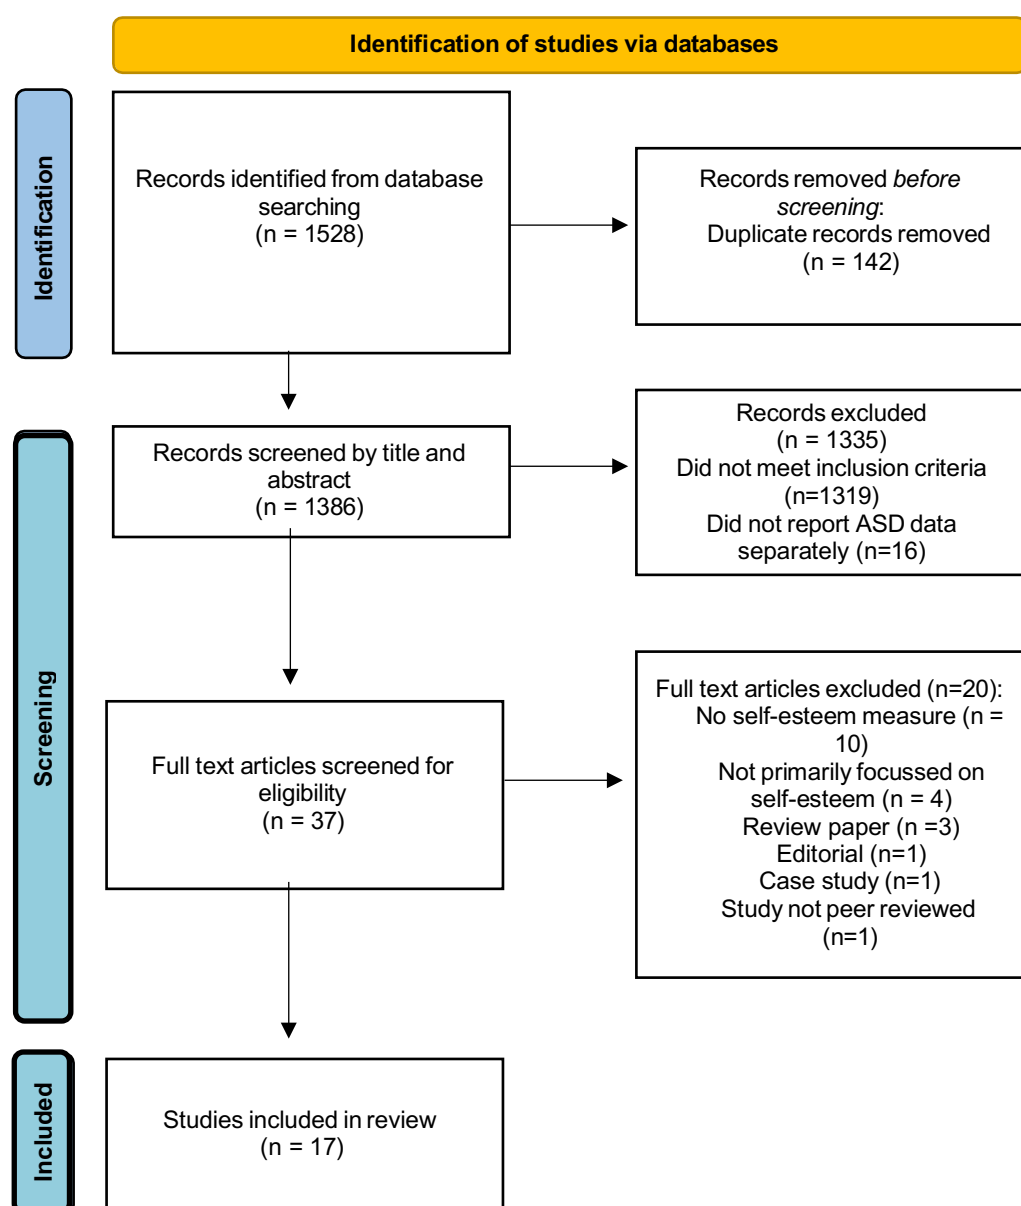 Identification of studies via databases
Identification
Records identified from database
searching
(n = 1528)
Records removed before
screening:
Duplicate records removed
(n = 142)
Screening
Records screened by title and
abstract
(n = 1386)
Records excluded
(n = 1335)
Did not meet inclusion criteria
(n=1319)
Did not report ASD data
separately (n=16)
Full text articles screened for
eligibility
(n = 37)
Full text articles excluded (n=20):
No self-esteem measure (n =
10)
Not primarily focussed on
self-esteem (n = 4)
Review paper (n =3)
Editorial (n=1)
Case study (n=1)
Study not peer reviewed
(n=1)
Included
Studies included in review
(n = 17)